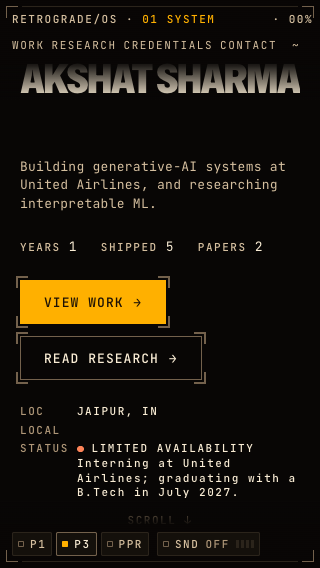 RETROGRADE/OS · 01 SYSTEM · 00%
WORK RESEARCH CREDENTIALS CONTACT ~
AKSHAT SHARMA
Building generative-AI systems at
United Airlines, and researching
interpretable ML.
YEARS 1 SHIPPED 5 PAPERS 2
VIEW WORK →
READ RESEARCH →
LOC JAIPUR, IN
LOCAL
STATUS LIMITED AVAILABILITY
Interning at United
Airlines; graduating with a
B.Tech in July 2027.
SCROLL ↓
P1 P3 PPR SND OFF